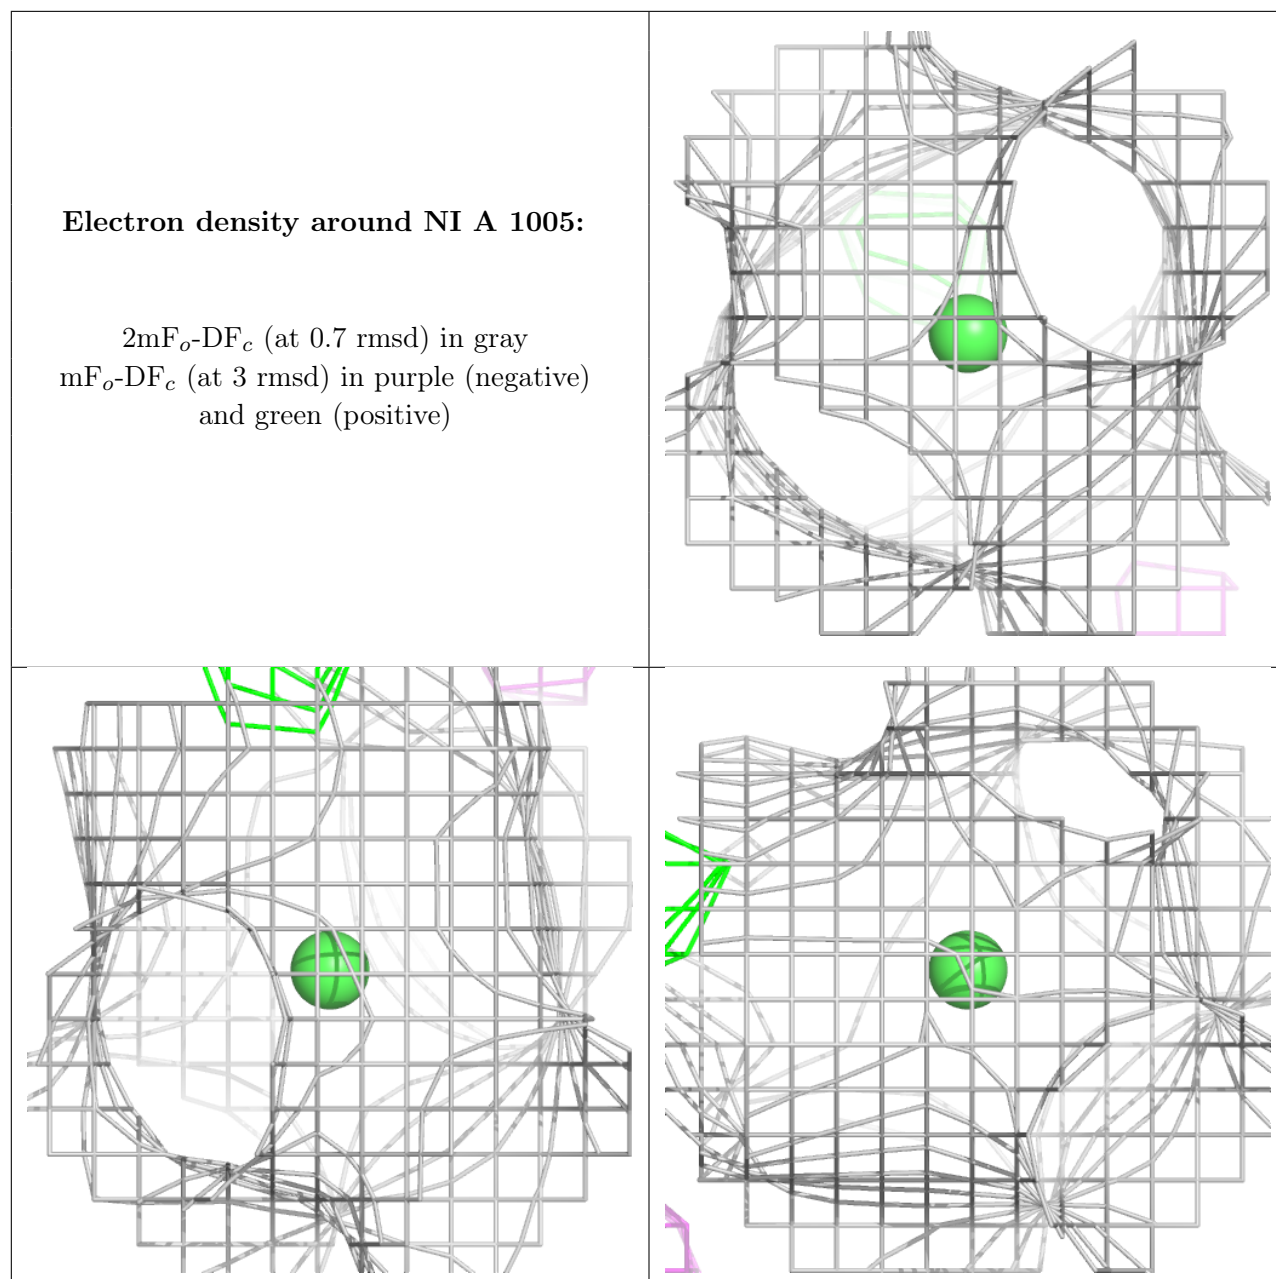 Electron density around NI A 1005:
2mFo-DFc (at 0.7 rmsd) in gray
mFo-DFc (at 3 rmsd) in purple (negative)
and green (positive)